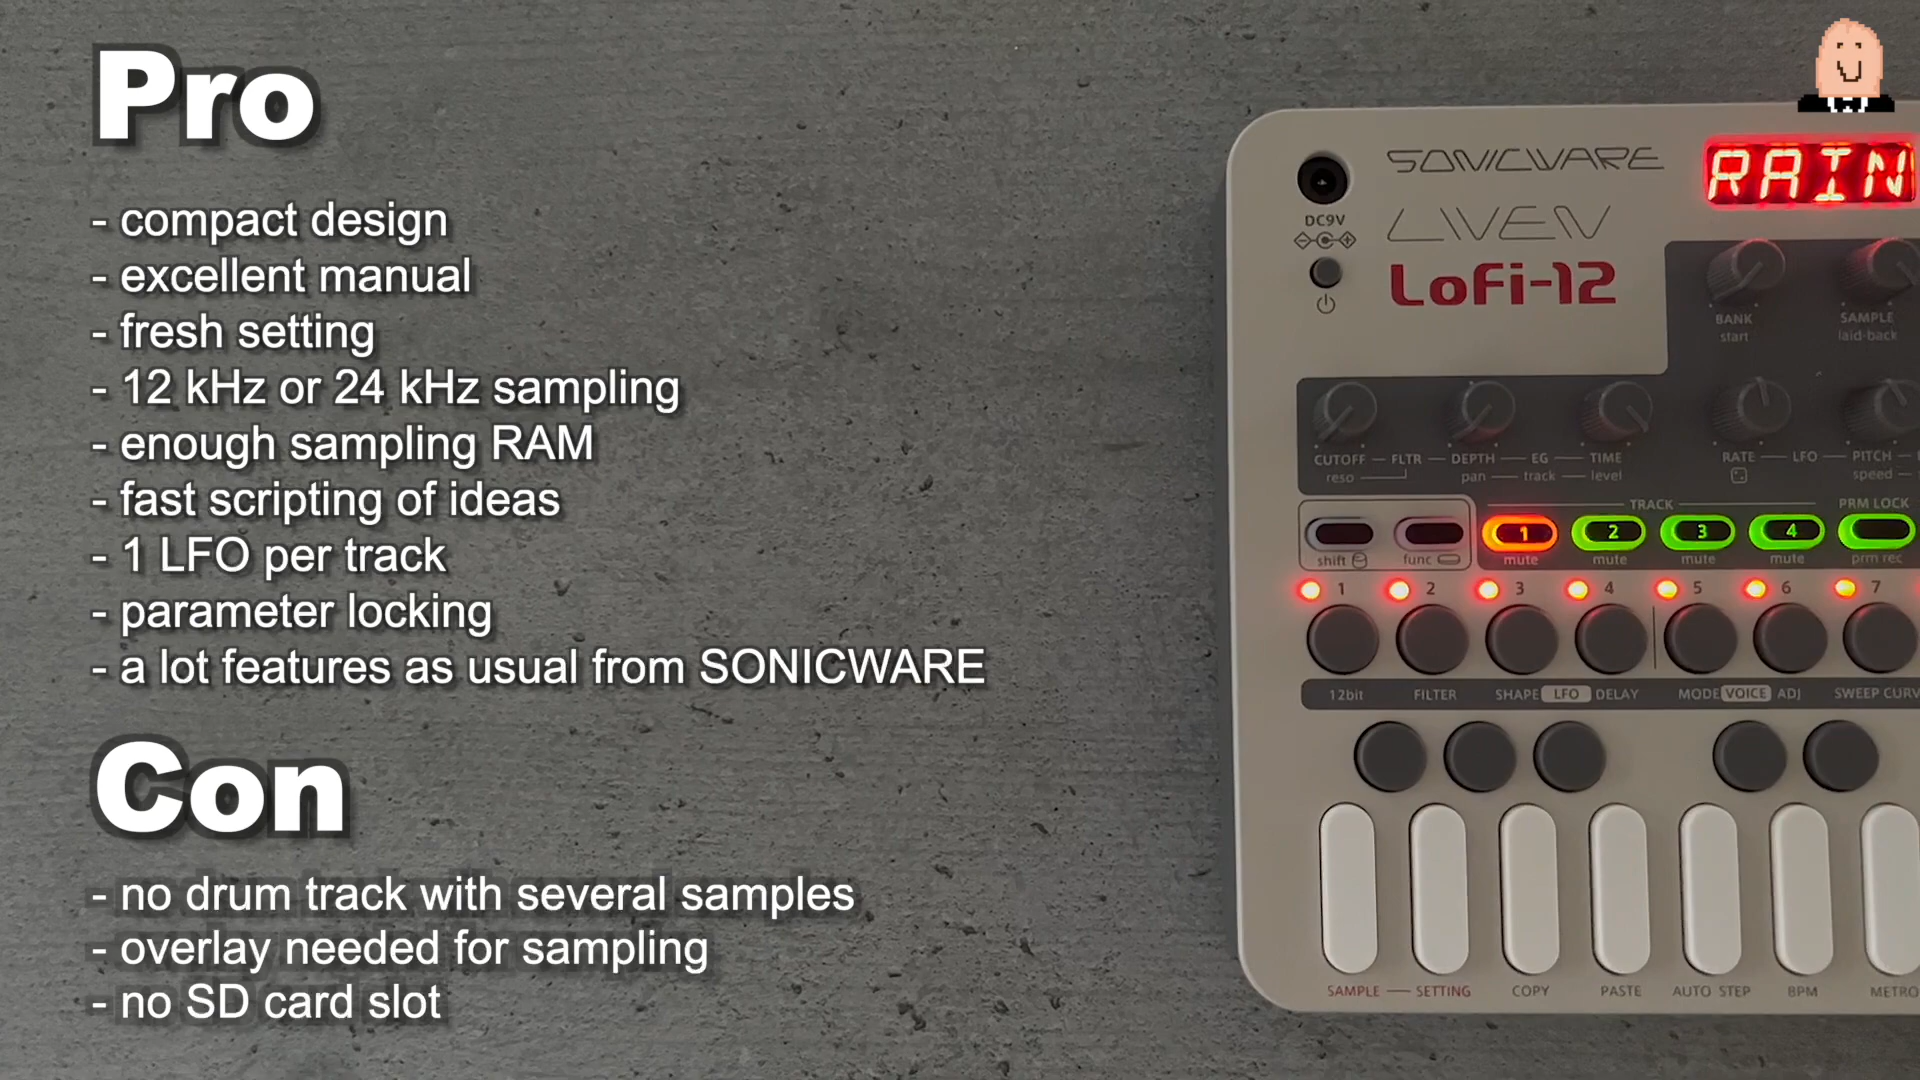 Pro
- compact design
- excellent manual
- fresh setting
- 12 kHz or 24 kHz sampling
- enough sampling RAM
- fast scripting of ideas
- 1 LFO per track
- parameter locking
- a lot features as usual from SONICWARE
Con
- no drum track with several samples
- overlay needed for sampling
- no SD card slot
SONICWARE
RAIN
DC9V
LIVEN
LoFi-12
BANK SAMPLE
start laid-back
CUTOFF FLTR DEPTH EG TIME RATE LFO PITCH
reso pan track level speed
TRACK PRM LOCK
1 2 3 4
shift func mute mute mute mute prm rec
1 2 3 4 5 6 7
12bit FILTER SHAPE LFO DELAY MODE VOICE ADJ SWEEP CURV
SAMPLE SETTING COPY PASTE AUTO STEP BPM METRO